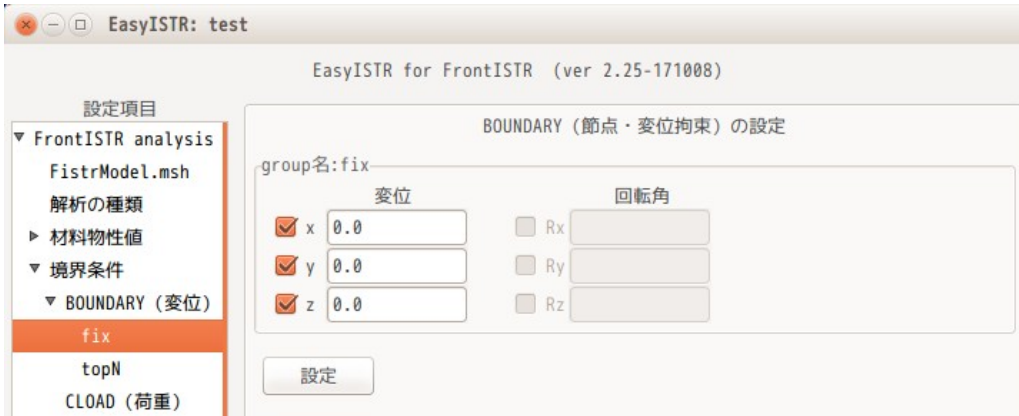 EasyISTR: test
EasyISTR for FrontISTR (ver 2.25-171008)
設定項目
FrontISTR analysis
FistrModel.msh
解析の種類
材料物性値
境界条件
BOUNDARY (変位)
fix
topN
CLOAD (荷重)
BOUNDARY (節点・変位拘束) の設定
group名:fix
変位 回転角
x 0.0 Rx
y 0.0 Ry
z 0.0 Rz
設定